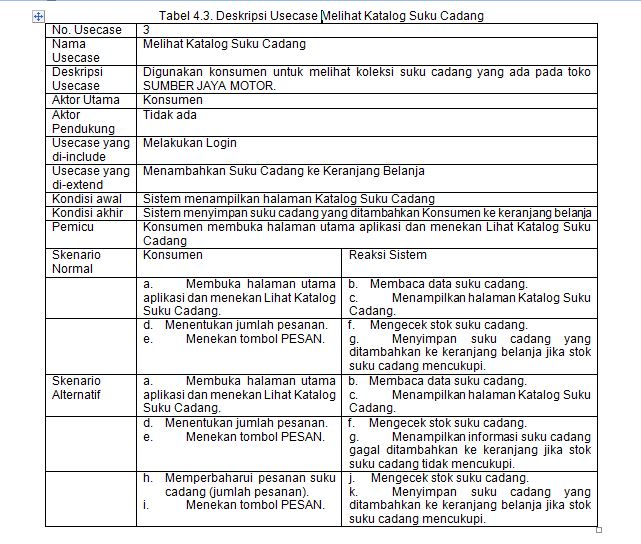 Tabel 4.3. Deskripsi Usecase Melihat Katalog Suku Cadang
No. Usecase 3
Nama Melihat Katalog Suku Cadang
Usecase
Deskripsi Digunakan konsumen untuk melihat koleksi suku cadang yang ada pada toko
Usecase SUMBER JAYA MOTOR.
Aktor Utama Konsumen
Aktor Tidak ada
Pendukung
Usecase yang Melakukan Login
di-include
Usecase yang Menambahkan Suku Cadang ke Keranjang Belanja
di-extend
Kondisi awal Sistem menampilkan halaman Katalog Suku Cadang
Kondisi akhir Sistem menyimpan suku cadang yang ditambahkan Konsumen ke keranjang belanja
Pemicu Konsumen membuka halaman utama aplikasi dan menekan Lihat Katalog Suku
Cadang
Skenario Konsumen Reaksi Sistem
Normal
a. Membuka halaman utama
aplikasi dan menekan Lihat Katalog
Suku Cadang.
b. Membaca data suku cadang.
c. Menampilkan halaman Katalog Suku
Cadang.
d. Menentukan jumlah pesanan.
e. Menekan tombol PESAN.
f. Mengecek stok suku cadang.
g. Menyimpan suku cadang yang
ditambahkan ke keranjang belanja jika stok
suku cadang mencukupi.
Skenario
Alternatif
a. Membuka halaman utama
aplikasi dan menekan Lihat Katalog
Suku Cadang.
b. Membaca data suku cadang.
c. Menampilkan halaman Katalog Suku
Cadang.
d. Menentukan jumlah pesanan.
e. Menekan tombol PESAN.
f. Mengecek stok suku cadang.
g. Menampilkan informasi suku cadang
gagal ditambahkan ke keranjang jika stok
suku cadang tidak mencukupi.
h. Memperbaharui pesanan suku
cadang (jumlah pesanan).
i. Menekan tombol PESAN.
j. Mengecek stok suku cadang.
k. Menyimpan suku cadang yang
ditambahkan ke keranjang belanja jika stok
suku cadang mencukupi.